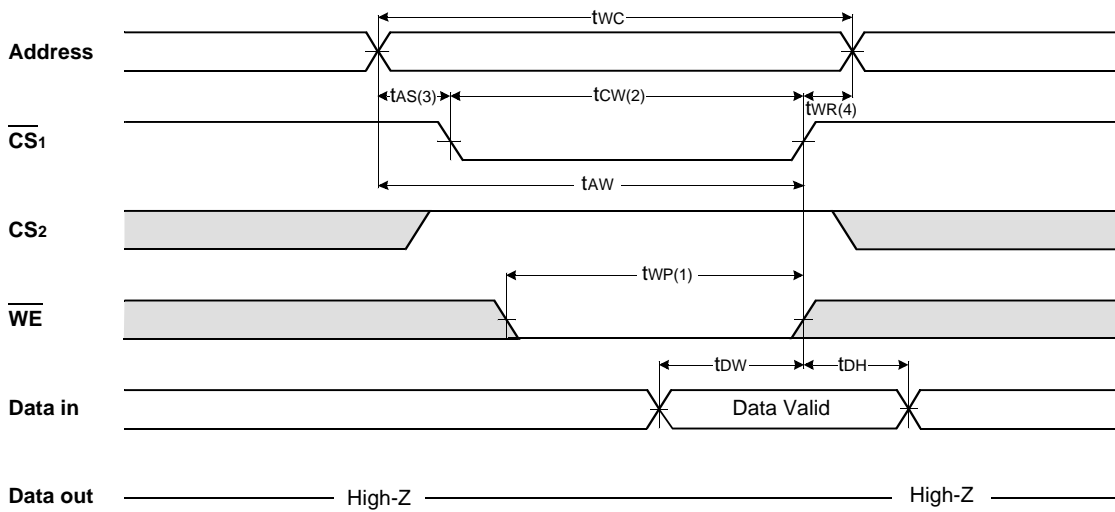 tWC
Address
tAS(3) tCW(2) tWR(4)
CS1
tAW
CS2
tWP(1)
WE
tDW tDH
Data in Data Valid
Data out High-Z High-Z